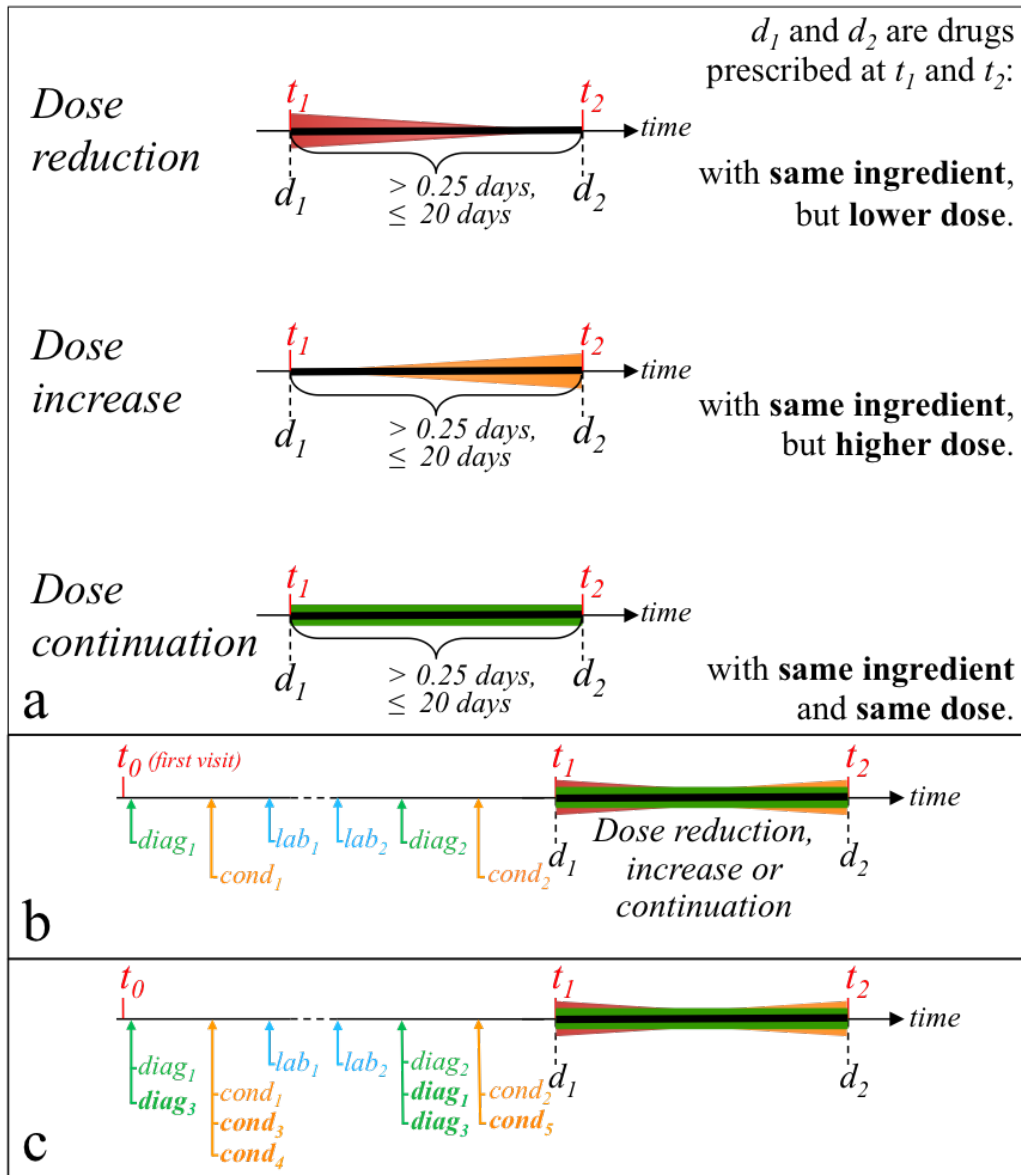 d1 and d2 are drugs
prescribed at t1 and t2:
Dose
reduction
t1
t2
time
d1
> 0.25 days,
≤ 20 days
d2
with same ingredient,
but lower dose.
Dose
increase
t1
t2
time
d1
> 0.25 days,
≤ 20 days
d2
with same ingredient,
but higher dose.
Dose
continuation
t1
t2
time
d1
> 0.25 days,
≤ 20 days
d2
with same ingredient
and same dose.
a
t0 (first visit)
t1
t2
time
diag1
lab1
lab2
diag2
cond1
cond2
d1
Dose reduction,
increase or
continuation
d2
b
t0
t1
t2
time
diag1
diag3
cond1
cond3
cond4
lab1
lab2
diag2
diag1
diag3
cond2
cond5
d1
d2
c